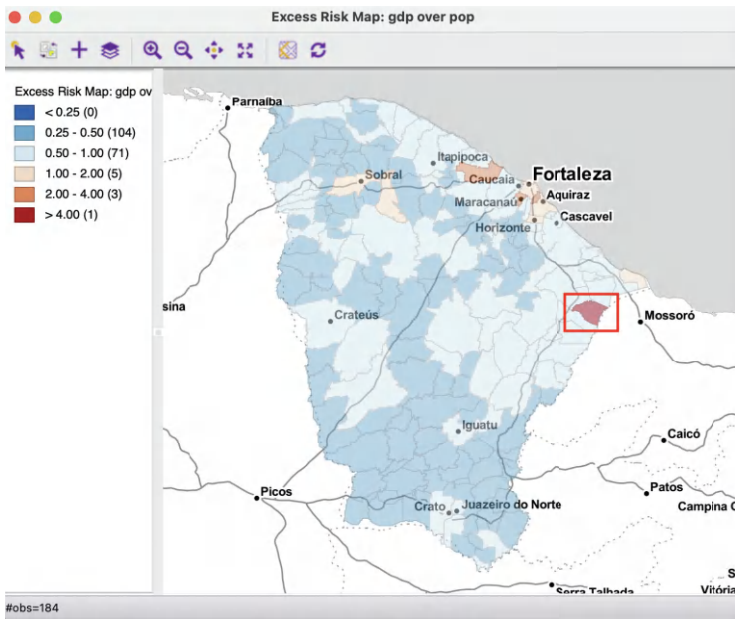 Excess Risk Map: gdp over pop
Excess Risk Map: gdp ov
< 0.25 (0)
0.25 - 0.50 (104)
0.50 - 1.00 (71)
1.00 - 2.00 (5)
2.00 - 4.00 (3)
> 4.00 (1)
Parnaíba
Itapipoca
Fortaleza
Sobral
Caucaia
Aquiraz
Maracanaú
Cascavel
Horizonte
sina
Crateús
Mossoró
Iguatu
Caicó
Picos
Patos
Crato
Juazeiro do Norte
Campina G
S
Serra Talhada
Vitória
#obs=184